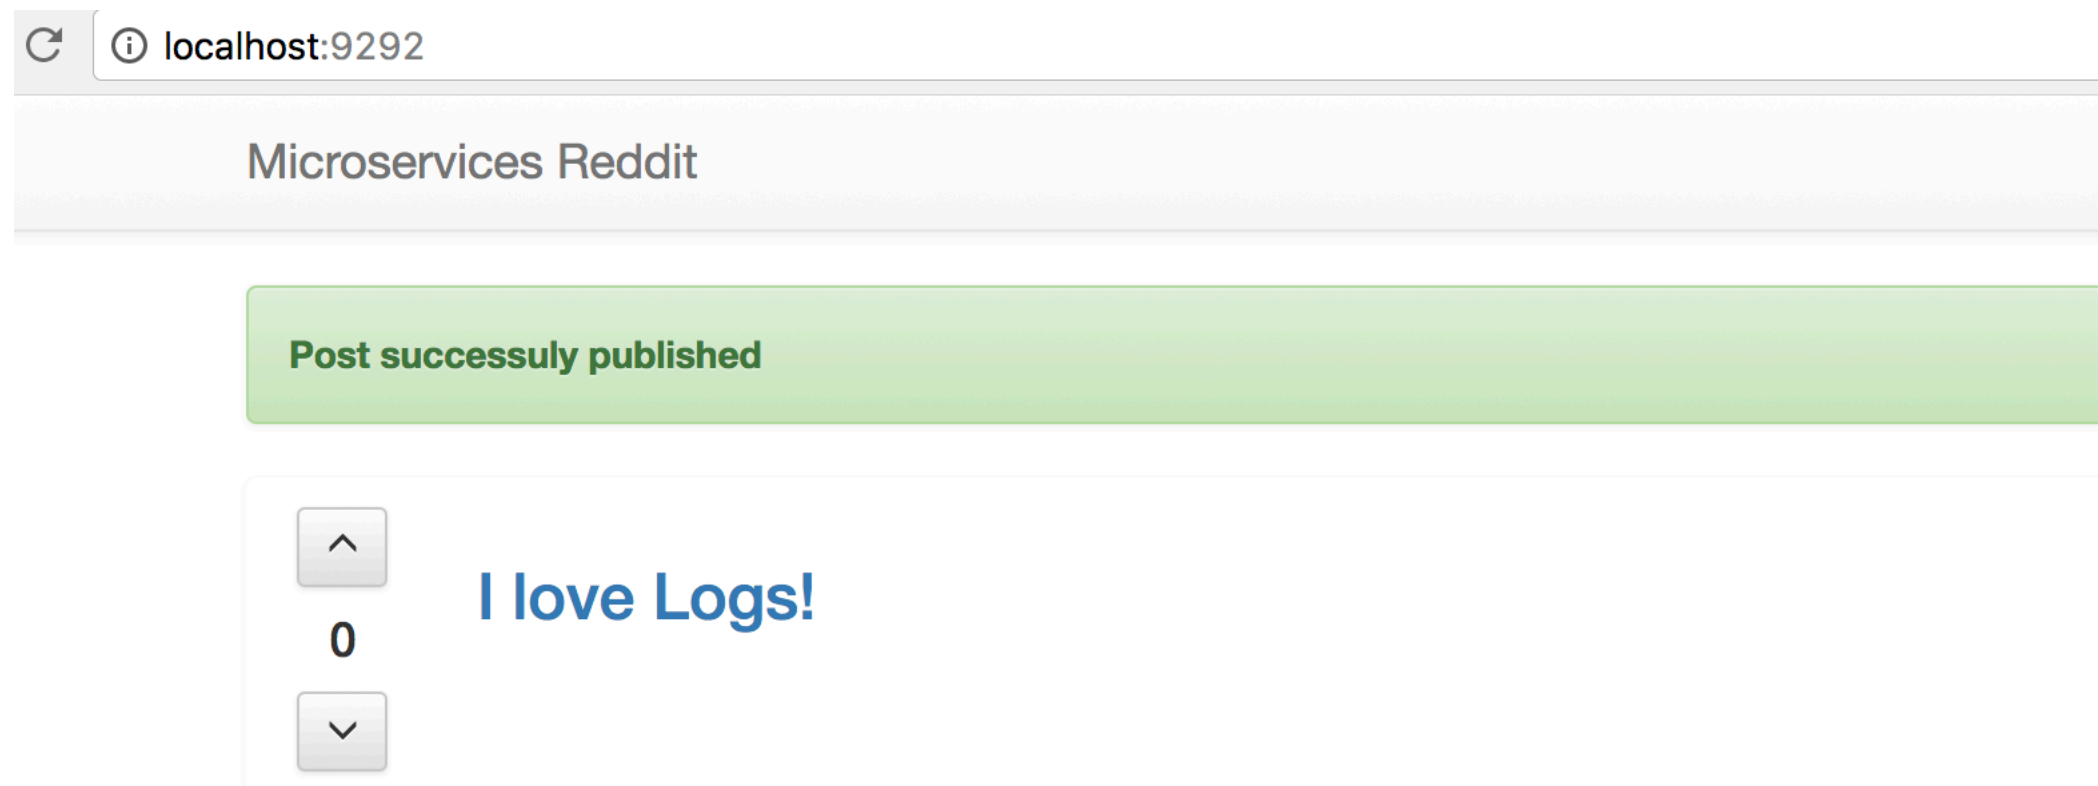 localhost:9292
Microservices Reddit
Post successuly published
I love Logs!
0